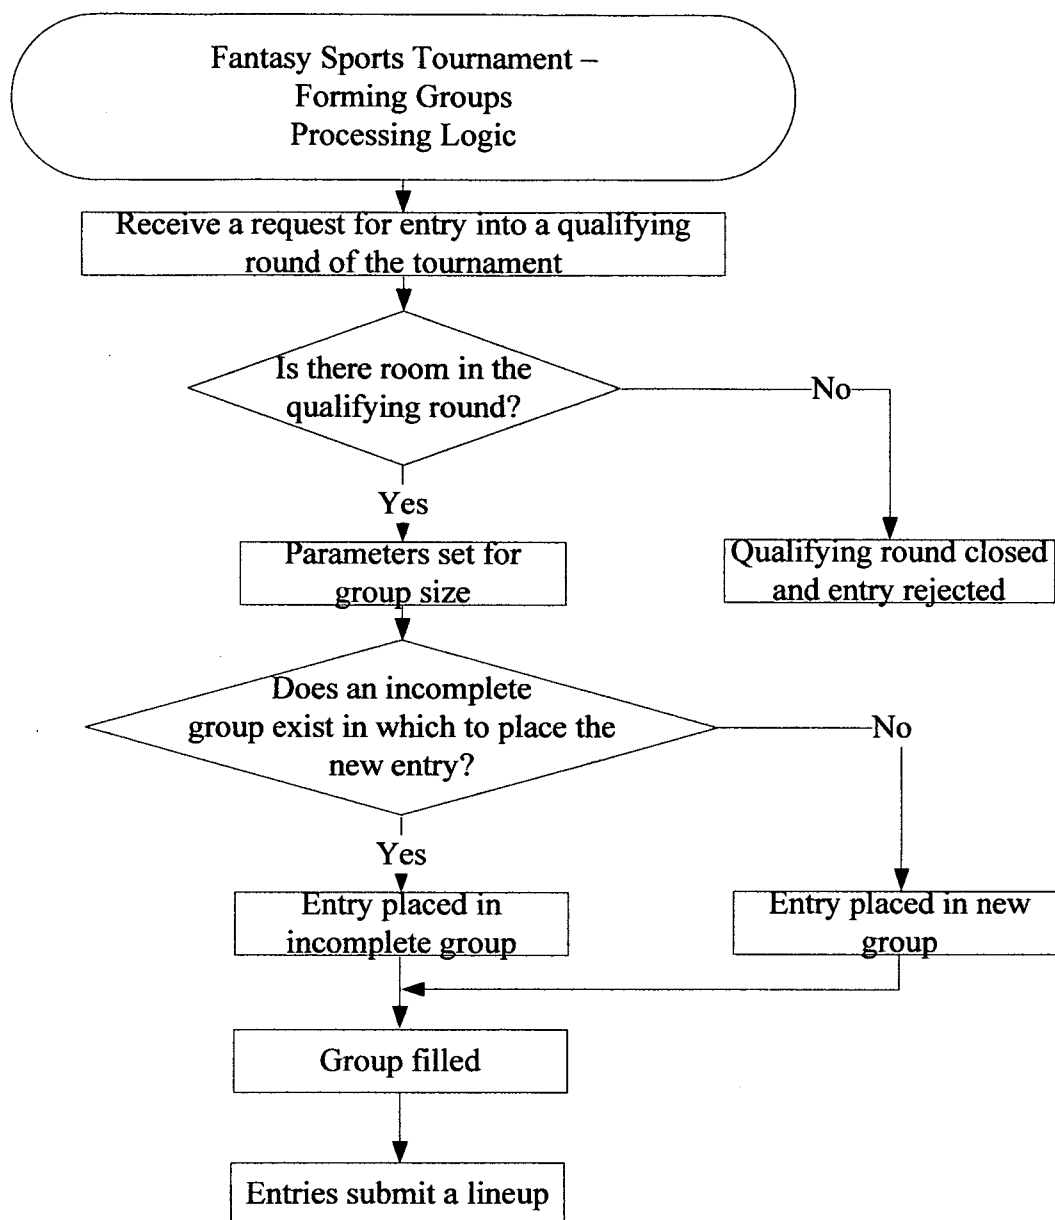 Fantasy Sports Tournament –
Forming Groups
Processing Logic
Receive a request for entry into a qualifying
round of the tournament
Is there room in the
qualifying round?
No
Yes
Parameters set for
group size
Qualifying round closed
and entry rejected
Does an incomplete
group exist in which to place the
new entry?
No
Yes
Entry placed in
incomplete group
Entry placed in new
group
Group filled
Entries submit a lineup